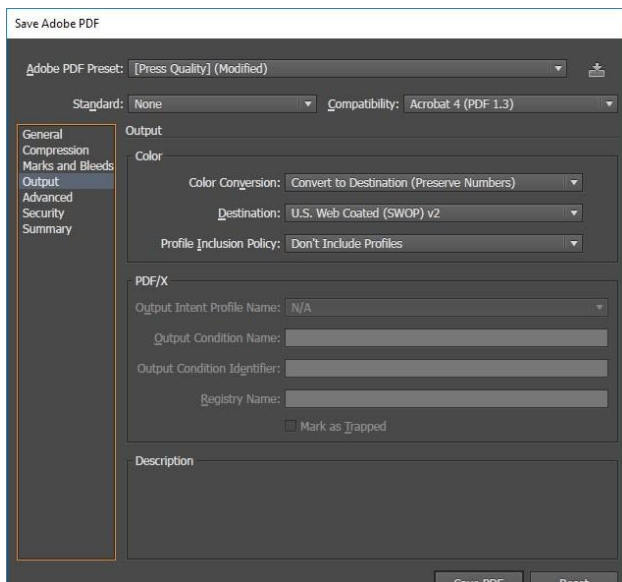 Save Adobe PDF
Adobe PDF Preset: [Press Quality] (Modified)
Standard: None Compatibility: Acrobat 4 (PDF 1.3)
General
Compression
Marks and Bleeds
Output
Advanced
Security
Summary
Output
Color
Color Conversion: Convert to Destination (Preserve Numbers)
Destination: U.S. Web Coated (SWOP) v2
Profile Inclusion Policy: Don't Include Profiles
PDF/X
Output Intent Profile Name: N/A
Output Condition Name:
Output Condition Identifier:
Registry Name:
Mark as Trapped
Description
Save PDF Reset